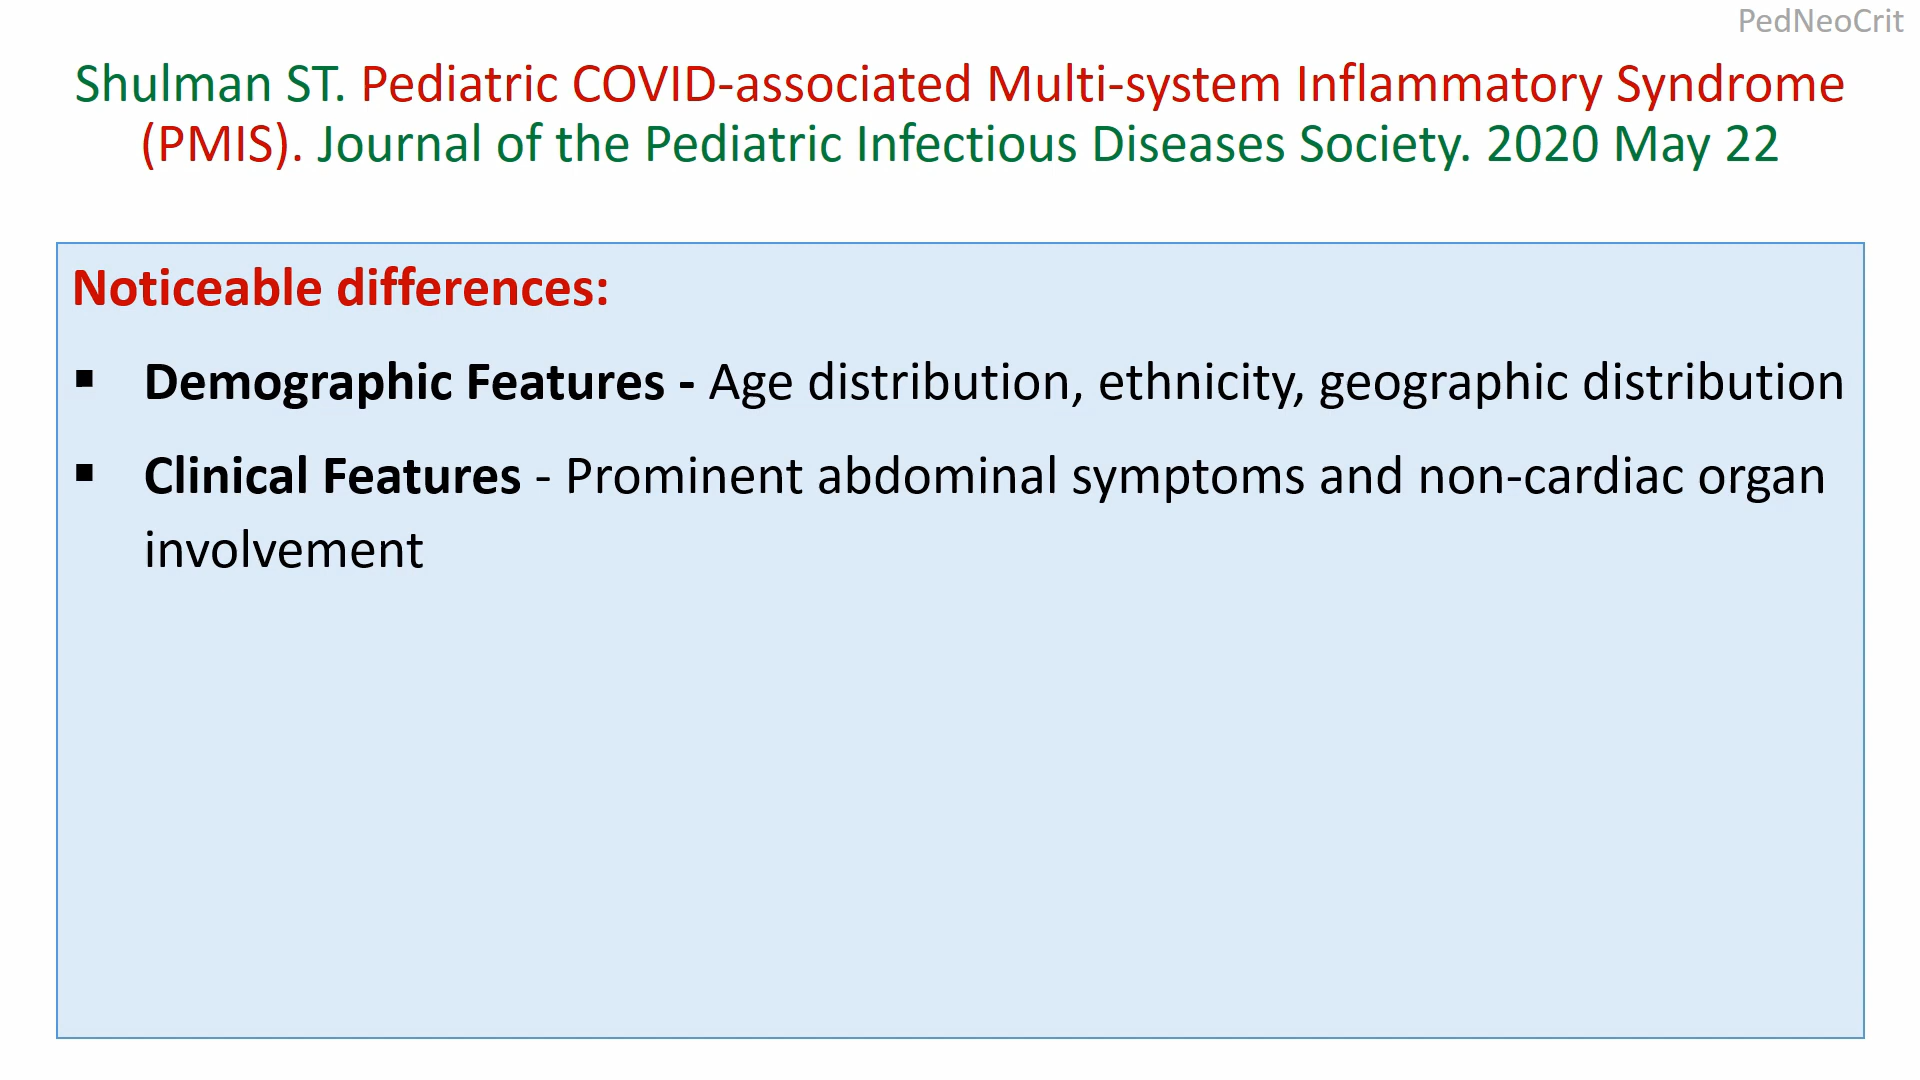 PedNeoCrit
Shulman ST. Pediatric COVID-associated Multi-system Inflammatory Syndrome
(PMIS). Journal of the Pediatric Infectious Diseases Society. 2020 May 22
Noticeable differences:
▪ Demographic Features - Age distribution, ethnicity, geographic distribution
▪ Clinical Features - Prominent abdominal symptoms and non-cardiac organ
involvement